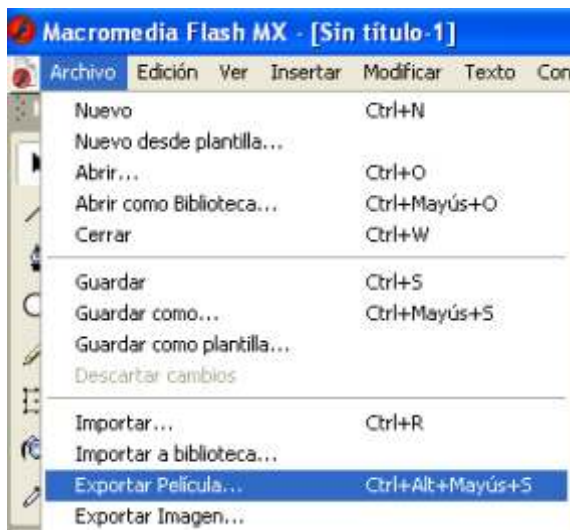 Macromedia Flash MX - [Sin título-1]
Archivo Edición Ver Insertar Modificar Texto Con
Nuevo Ctrl+N
Nuevo desde plantilla...
Abrir... Ctrl+O
Abrir como Biblioteca... Ctrl+Mayús+O
Cerrar Ctrl+W
Guardar Ctrl+S
Guardar como... Ctrl+Mayús+S
Guardar como plantilla...
Descartar cambios
Importar... Ctrl+R
Importar a biblioteca...
Exportar Película... Ctrl+Alt+Mayús+S
Exportar Imagen...